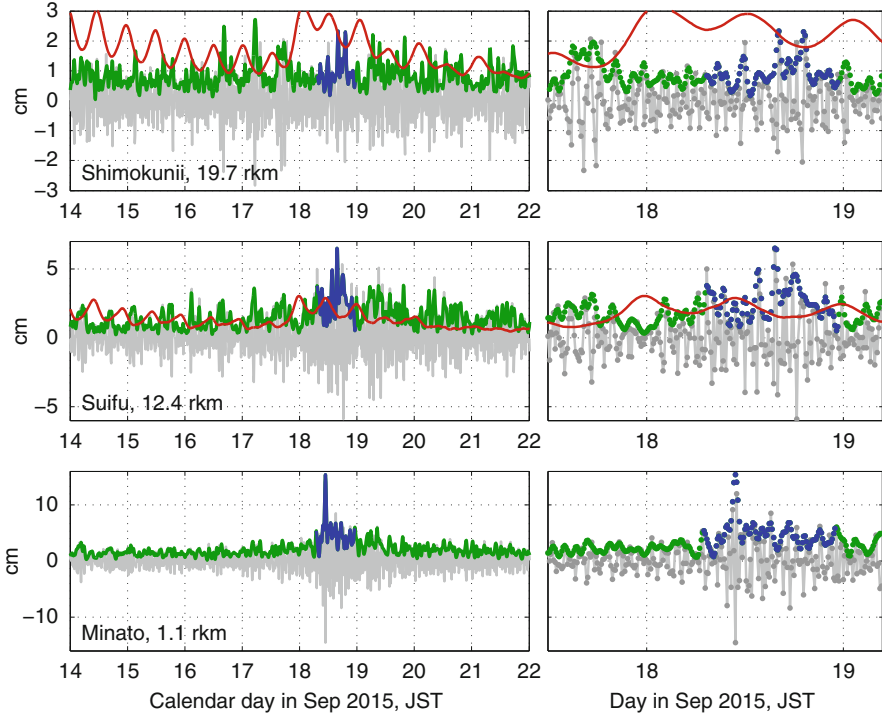 3
2
1
0
−1
−2
−3
cm
Shimokunii, 19.7 rkm
14 15 16 17 18 19 20 21 22
18 19
5
0
−5
cm
Suifu, 12.4 rkm
14 15 16 17 18 19 20 21 22
18 19
10
0
−10
cm
Minato, 1.1 rkm
14 15 16 17 18 19 20 21 22
18 19
Calendar day in Sep 2015, JST
Day in Sep 2015, JST